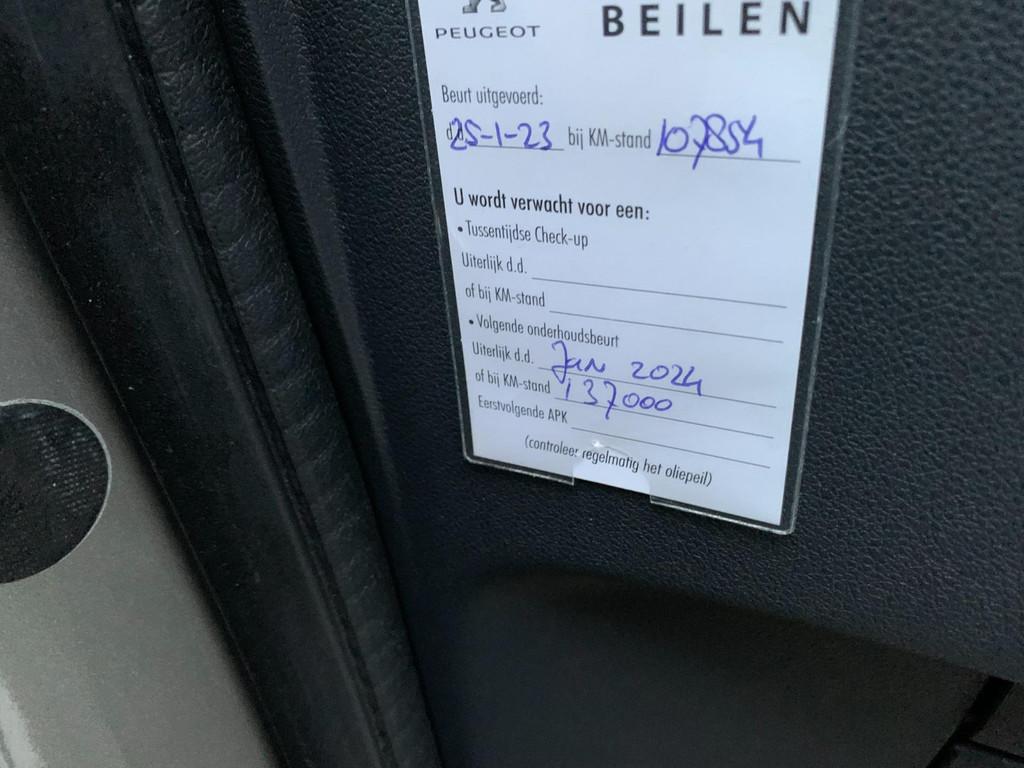 PEUGEOT BEILEN
Beurt uitgevoerd:
d.d. 25-1-23 bij KM-stand 107854
U wordt verwacht voor een:
• Tussentijdse Check-up
Uiterlijk d.d.
of bij KM-stand
• Volgende onderhoudsbeurt
Uiterlijk d.d. Jan 2024
of bij KM-stand 137000
Eerstvolgende APK
(controleer regelmatig het oliepeil)